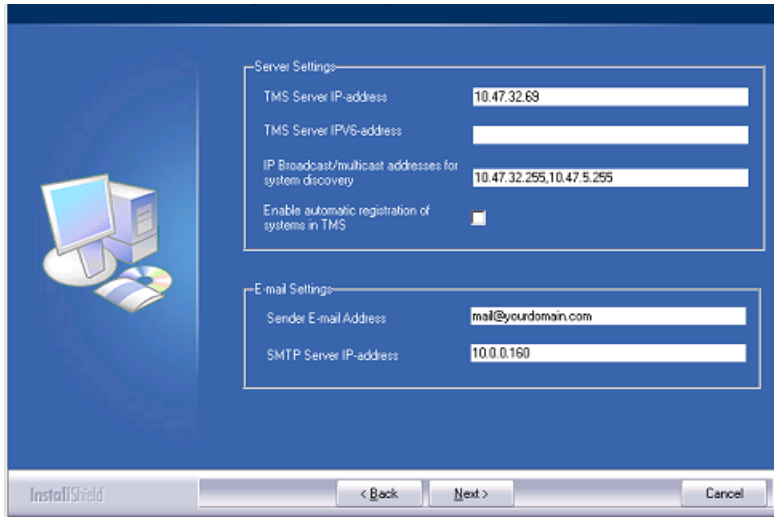 Server Settings
TMS Server IP-address
10.47.32.69
TMS Server IPV6-address
IP Broadcast/multicast addresses for
system discovery
10.47.32.255,10.47.5.255
Enable automatic registration of
systems in TMS
E-mail Settings
Sender E-mail Address
mail@yourdomain.com
SMTP Server IP-address
10.0.0.160
InstallShield
< Back
Next >
Cancel